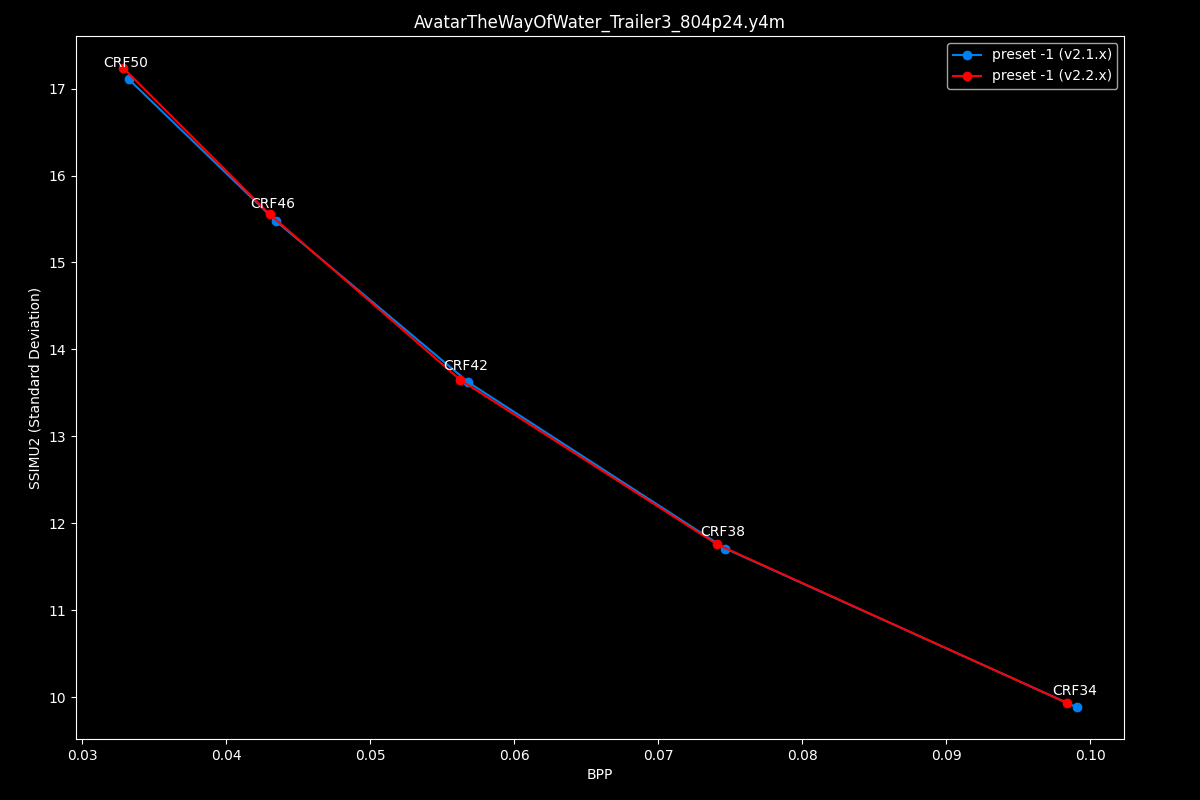 AvatarTheWayOfWater_Trailer3_804p24.y4m
preset -1 (v2.1.x)
preset -1 (v2.2.x)
CRF50
CRF46
CRF42
CRF38
CRF34
17
16
15
14
13
12
11
10
SSIMU2 (Standard Deviation)
0.03 0.04 0.05 0.06 0.07 0.08 0.09 0.10
BPP